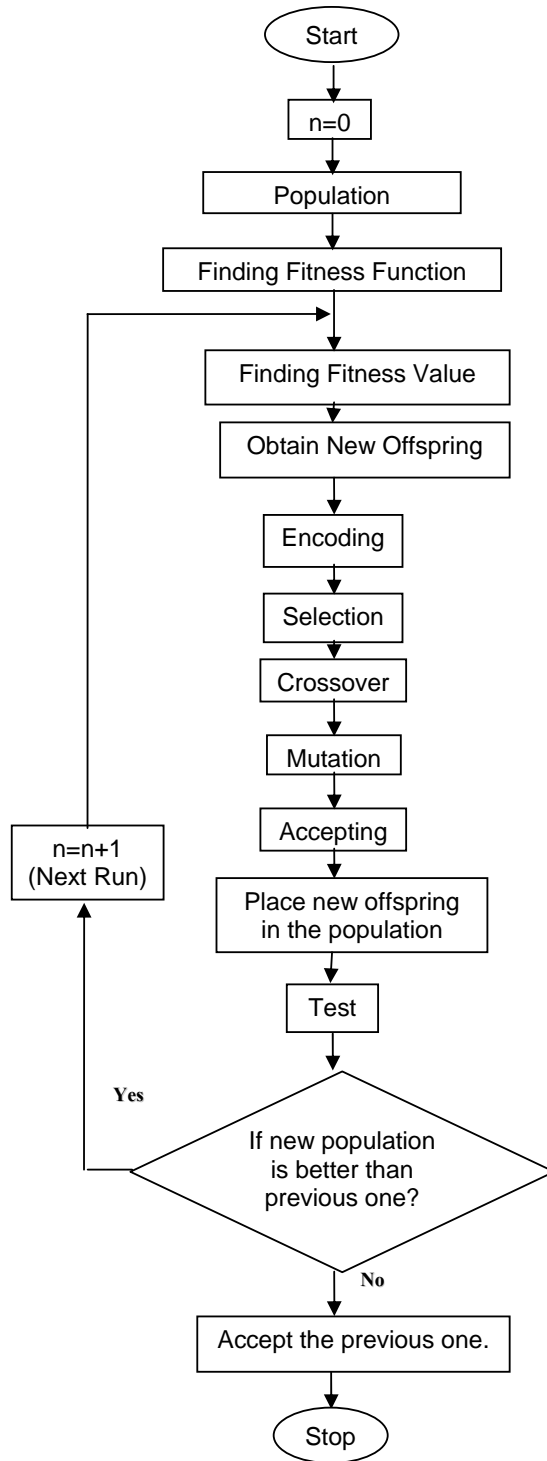 Start
n=0
Population
Finding Fitness Function
Finding Fitness Value
Obtain New Offspring
Encoding
Selection
Crossover
Mutation
Accepting
n=n+1
(Next Run)
Place new offspring
in the population
Test
Yes
If new population
is better than
previous one?
No
Accept the previous one.
Stop